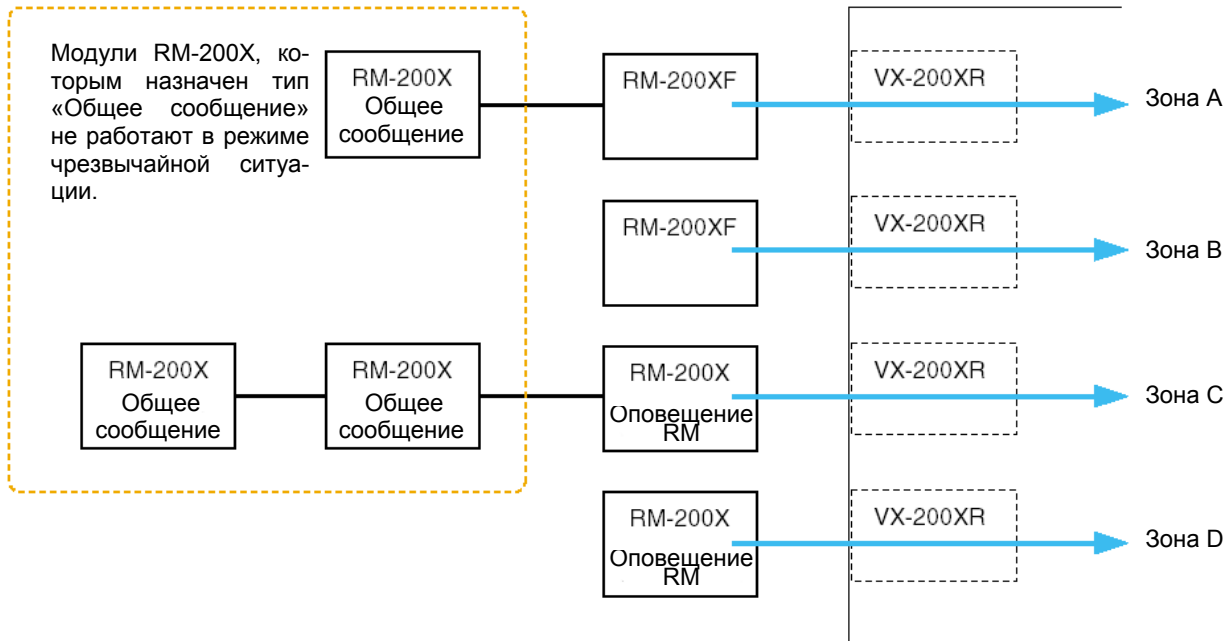 Модули RM-200X, ко-
торым назначен тип
«Общее сообщение»
не работают в режиме
чрезвычайной ситуа-
ции.
RM-200X
Общее
сообщение
RM-200XF
VX-200XR
Зона A
RM-200XF
VX-200XR
Зона B
RM-200X
Общее
сообщение
RM-200X
Общее
сообщение
RM-200X
Оповещение
RM
VX-200XR
Зона C
RM-200X
Оповещение
RM
VX-200XR
Зона D